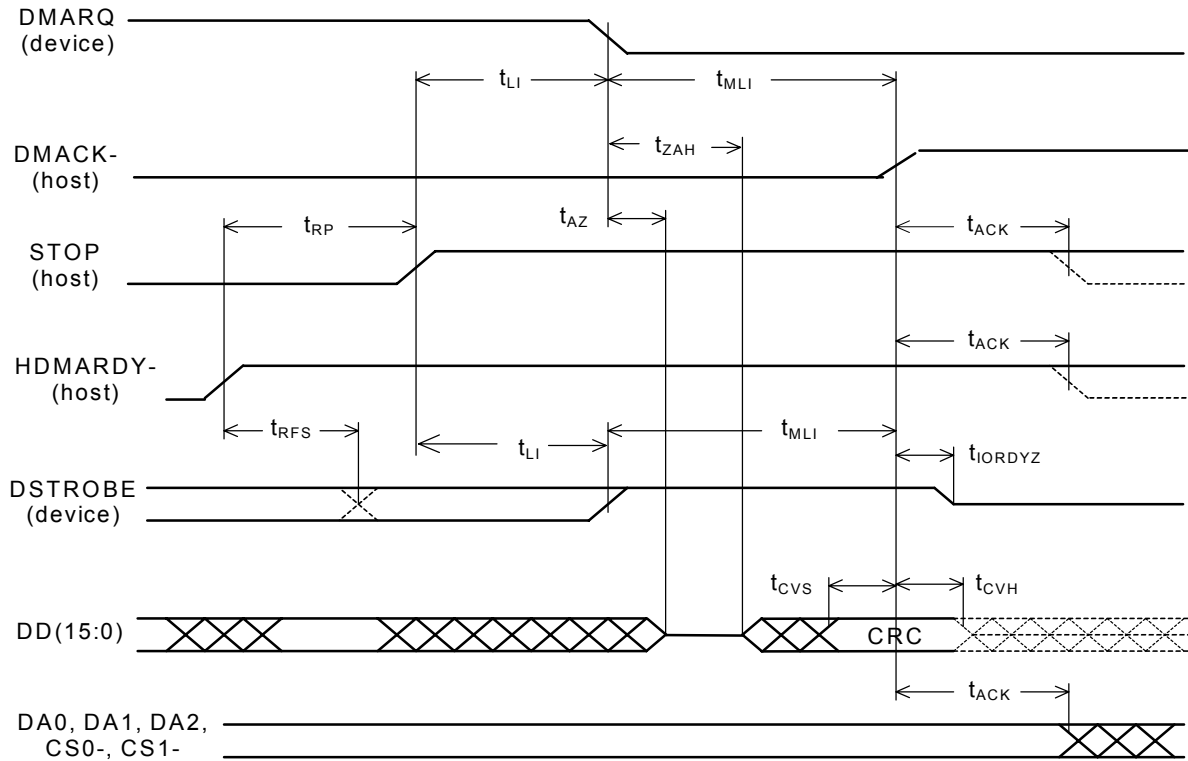 DMARQ
(device)
tLI
tMLI
tZAH
DMACK-
(host)
tAZ
tRP
tACK
STOP
(host)
tACK
HDMARDY-
(host)
tRFS
tLI
tMLI
tIORDYZ
DSTROBE
(device)
tCVS
tCVH
DD(15:0)
CRC
tACK
DA0, DA1, DA2,
CS0-, CS1-